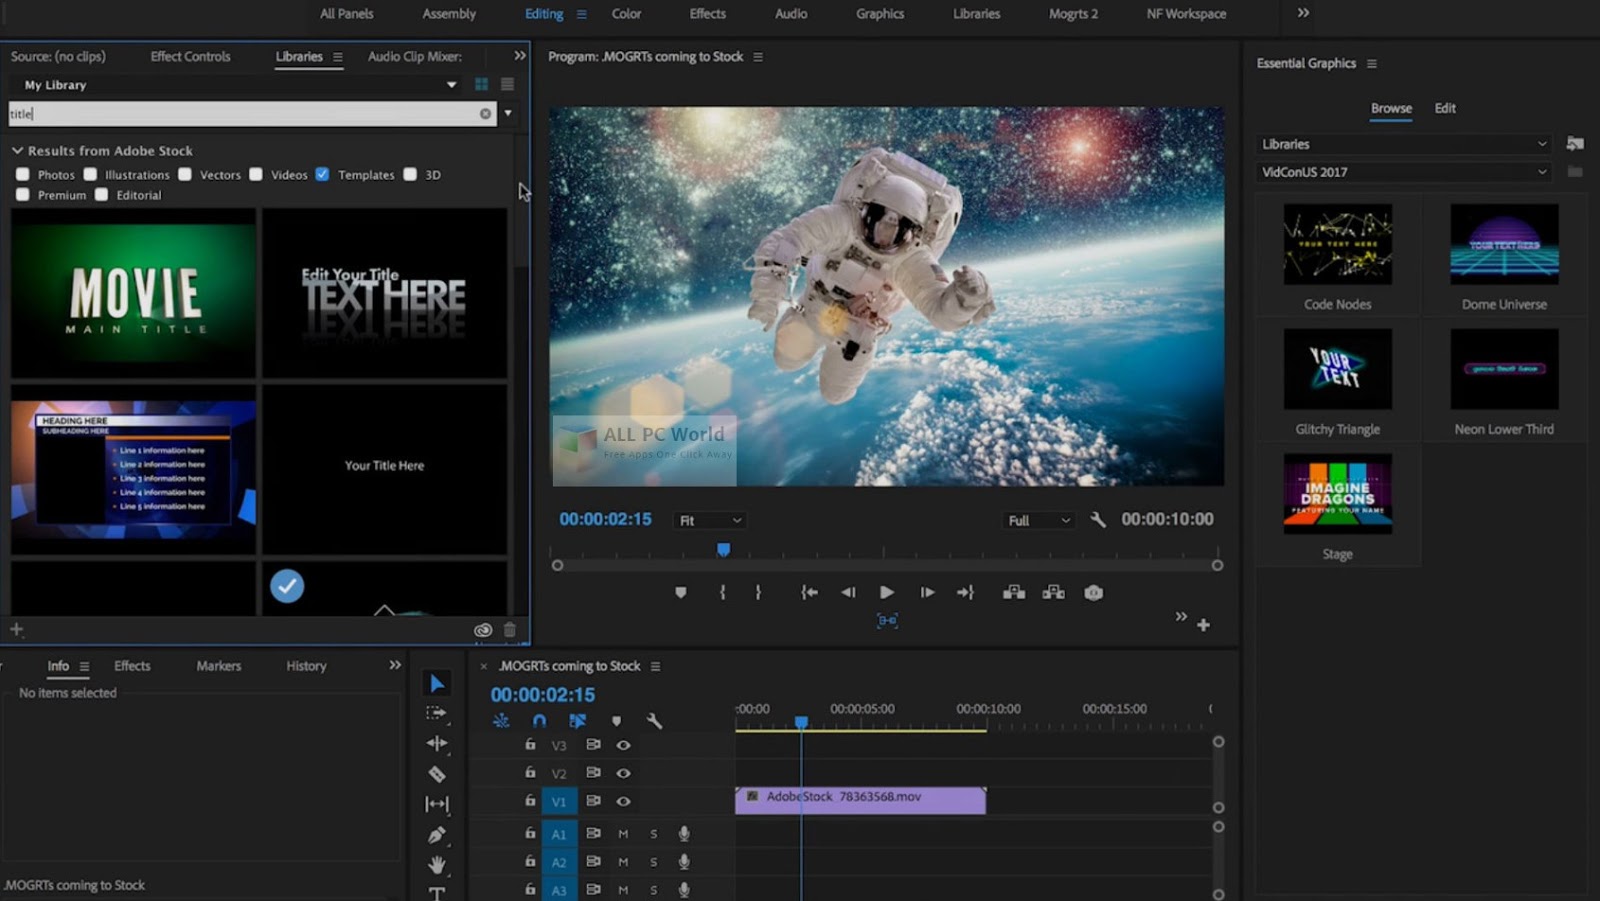 All Panels Assembly Editing Color Effects Audio Graphics Libraries Mogrts 2 NF Workspace
Source: (no clips) Effect Controls Libraries Audio Clip Mixer:
My Library
title
Results from Adobe Stock
Photos Illustrations Vectors Videos Templates 3D
Premium Editorial
MOVIE
MAIN TITLE
Edit Your Title
TEXT HERE
HEADING HERE
SUBHEADING HERE
Line 1 information here
Line 2 information here
Line 3 information here
Line 4 information here
Line 5 information here
Your Title Here
Program: .MOGRTs coming to Stock
ALL PC World
Free Apps One Click Away
00:00:02:15 Fit Full 00:00:10:00
Essential Graphics
Browse Edit
Libraries
VidConUS 2017
YOUR TEXT HERE
YOUR TEXT HERE
Code Nodes Dome Universe
YOUR
TEXT
Glitchy Triangle Neon Lower Third
IMAGINE
DRAGONS
FEATURING YOUR NAME
Stage
Info Effects Markers History
No items selected
.MOGRTs coming to Stock
.MOGRTs coming to Stock
00:00:02:15
:00:00 00:00:05:00 00:00:10:00 00:00:15:00
V3
V2
V1 AdobeStock_78363568.mov
A1 M S
A2 M S
A3 M S